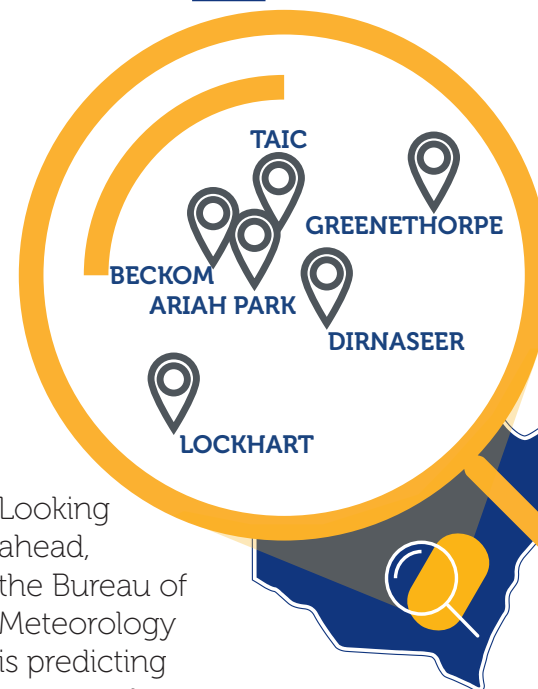 TAIC
GREENETHORPE
BECKOM
ARIAH PARK
DIRNASEER
LOCKHART
Looking
ahead,
the Bureau of
Meteorology
is predicting